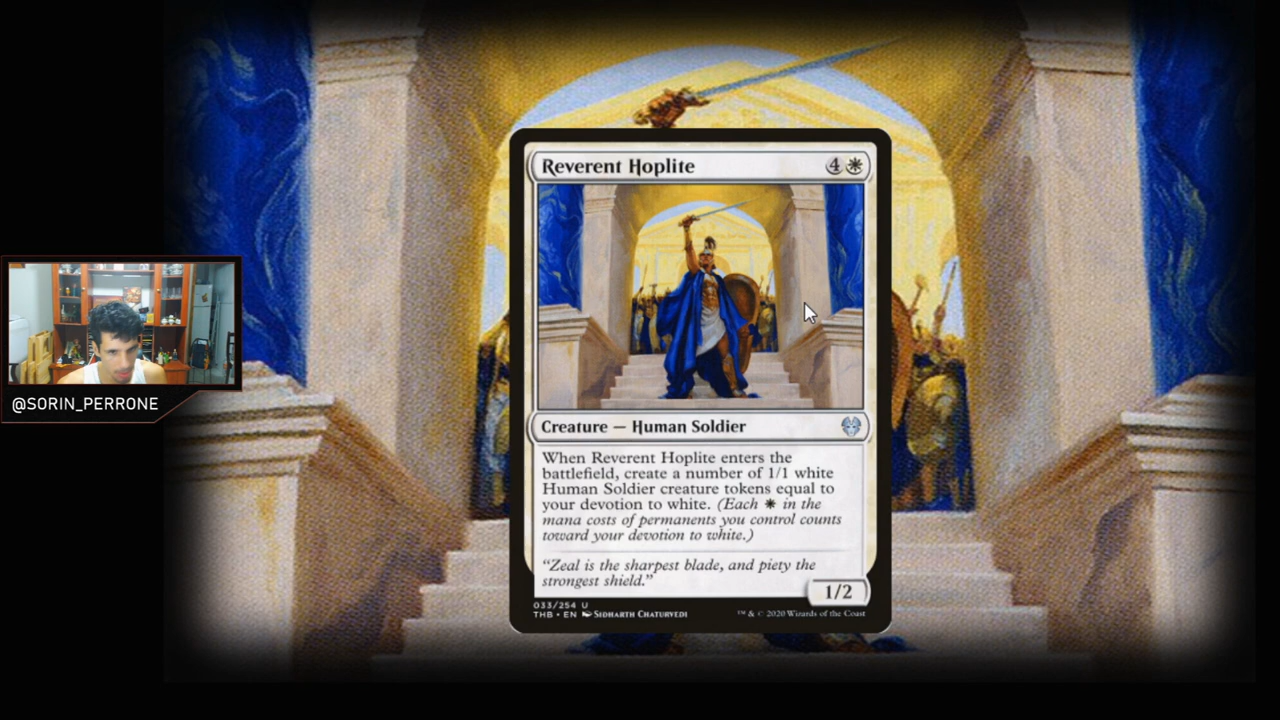 Reverent Hoplite 4
@SORIN_PERRONE
Creature — Human Soldier
When Reverent Hoplite enters the
battlefield, create a number of 1/1 white
Human Soldier creature tokens equal to
your devotion to white. (Each ☀ in the
mana costs of permanents you control counts
toward your devotion to white.)
"Zeal is the sharpest blade, and piety the
strongest shield."
1/2
033/254 U
THB • EN Sidharth Chaturvedi
™ & © 2020 Wizards of the Coast